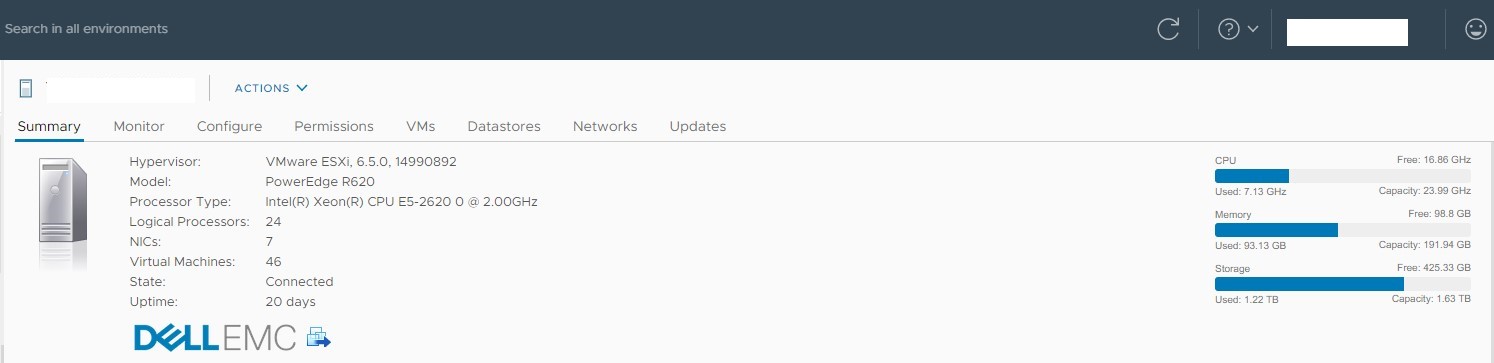 Search in all environments
ACTIONS
Summary Monitor Configure Permissions VMs Datastores Networks Updates
Hypervisor: VMware ESXi, 6.5.0, 14990892
Model: PowerEdge R620
Processor Type: Intel(R) Xeon(R) CPU E5-2620 0 @ 2.00GHz
Logical Processors: 24
NICs: 7
Virtual Machines: 46
State: Connected
Uptime: 20 days
DELLEMC
CPU Free: 16.86 GHz
Used: 7.13 GHz Capacity: 23.99 GHz
Memory Free: 98.8 GB
Used: 93.13 GB Capacity: 191.94 GB
Storage Free: 425.33 GB
Used: 1.22 TB Capacity: 1.63 TB